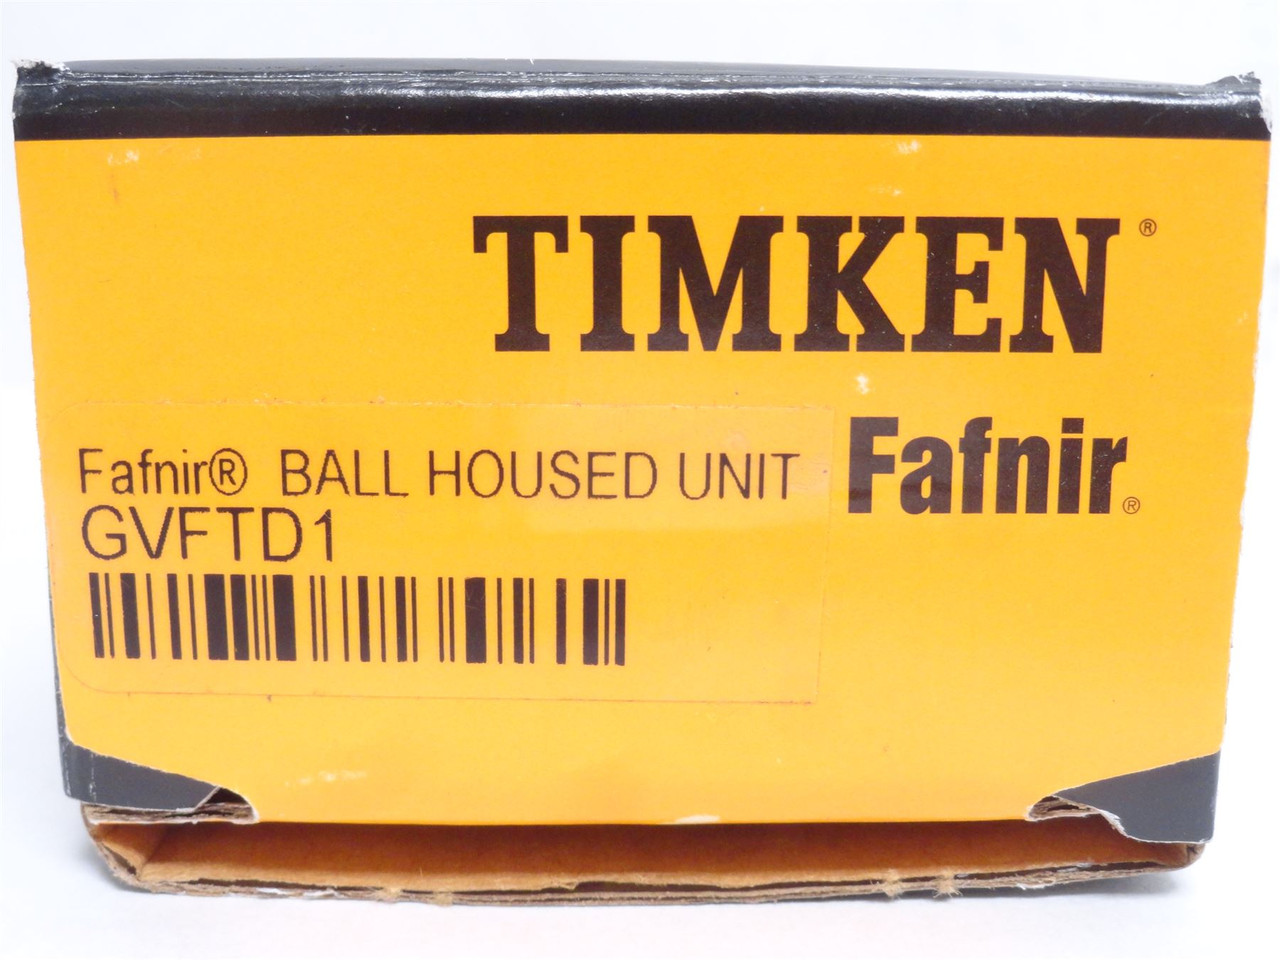 TIMKEN®
Fafnir®
Fafnir® BALL HOUSED UNIT
GVFTD1